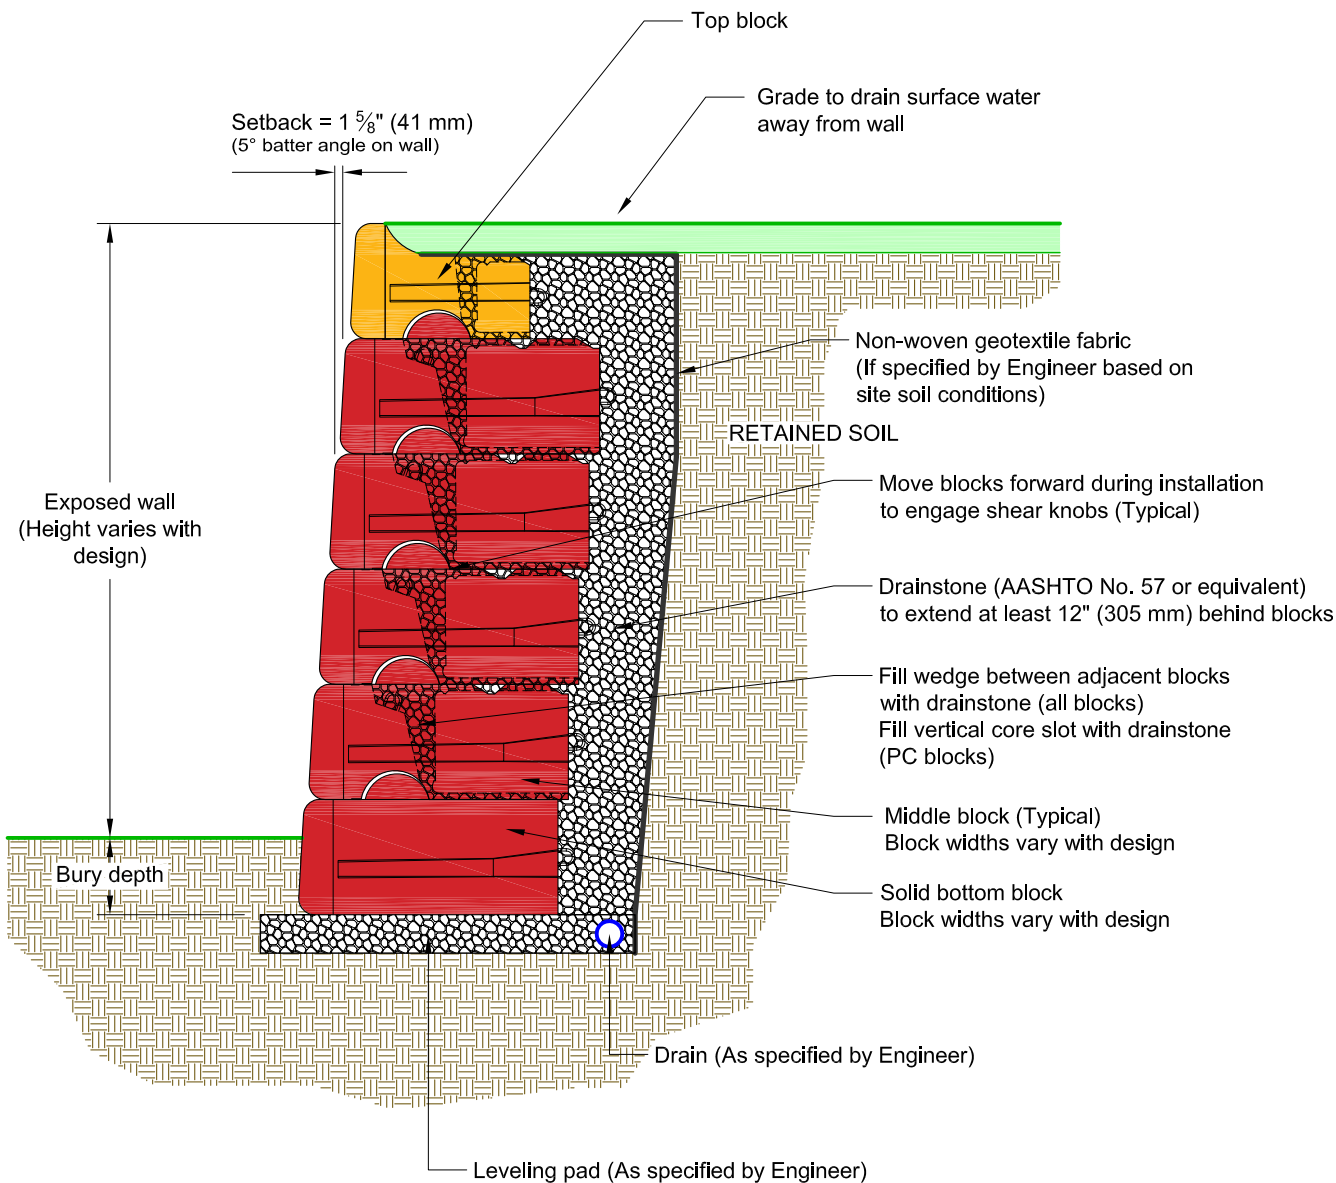 Top block
Grade to drain surface water
away from wall
Setback = 1 5/8" (41 mm)
(5° batter angle on wall)
Non-woven geotextile fabric
(If specified by Engineer based on
site soil conditions)
RETAINED SOIL
Move blocks forward during installation
to engage shear knobs (Typical)
Exposed wall
(Height varies with
design)
Drainstone (AASHTO No. 57 or equivalent)
to extend at least 12" (305 mm) behind blocks
Fill wedge between adjacent blocks
with drainstone (all blocks)
Fill vertical core slot with drainstone
(PC blocks)
Middle block (Typical)
Block widths vary with design
Bury depth
Solid bottom block
Block widths vary with design
Drain (As specified by Engineer)
Leveling pad (As specified by Engineer)